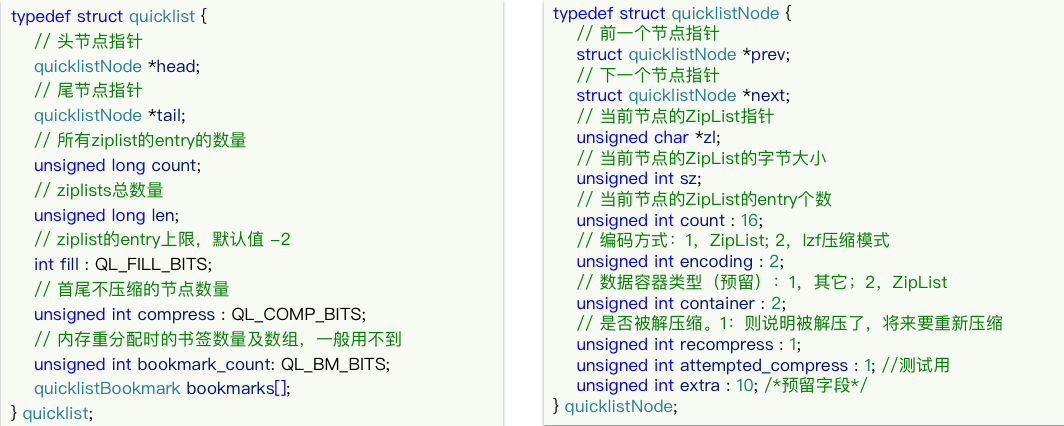 typedef struct quicklist {
// 头节点指针
quicklistNode *head;
// 尾节点指针
quicklistNode *tail;
// 所有ziplist的entry的数量
unsigned long count;
// ziplists总数量
unsigned long len;
// ziplist的entry上限，默认值 -2
int fill : QL_FILL_BITS;
// 首尾不压缩的节点数量
unsigned int compress : QL_COMP_BITS;
// 内存重分配时的书签数量及数组，一般用不到
unsigned int bookmark_count: QL_BM_BITS;
quicklistBookmark bookmarks[];
} quicklist;
typedef struct quicklistNode {
// 前一个节点指针
struct quicklistNode *prev;
// 下一个节点指针
struct quicklistNode *next;
// 当前节点的ZipList指针
unsigned char *zl;
// 当前节点的ZipList的字节大小
unsigned int sz;
// 当前节点的ZipList的entry个数
unsigned int count : 16;
// 编码方式：1，ZipList; 2，lzf压缩模式
unsigned int encoding : 2;
// 数据容器类型（预留）：1，其它；2，ZipList
unsigned int container : 2;
// 是否被解压缩。1：则说明被解压了，将来要重新压缩
unsigned int recompress : 1;
unsigned int attempted_compress : 1; //测试用
unsigned int extra : 10; /*预留字段*/
} quicklistNode;